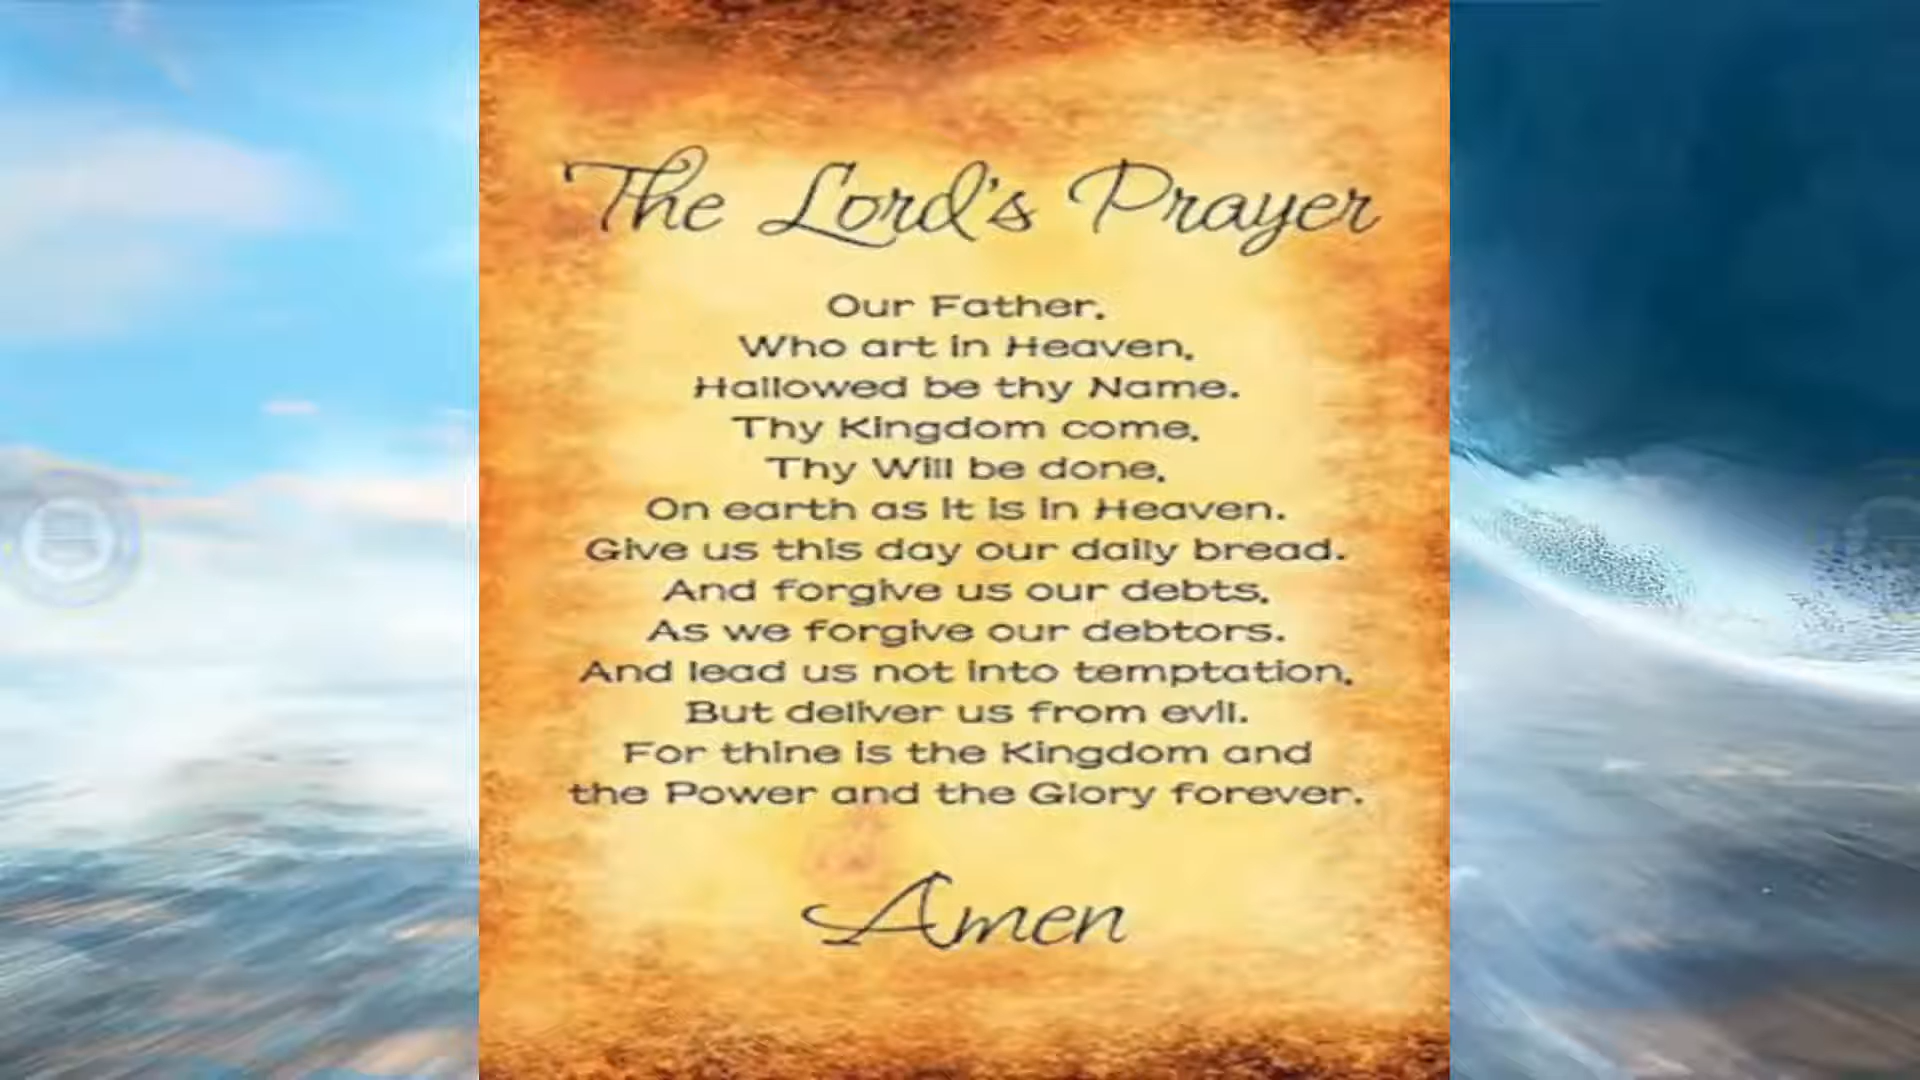 The Lord's Prayer
Our Father,
Who art in Heaven,
Hallowed be thy Name.
Thy Kingdom come,
Thy Will be done,
On earth as it is in Heaven.
Give us this day our daily bread.
And forgive us our debts,
As we forgive our debtors.
And lead us not into temptation,
But deliver us from evil.
For thine is the Kingdom and
the Power and the Glory forever.
Amen